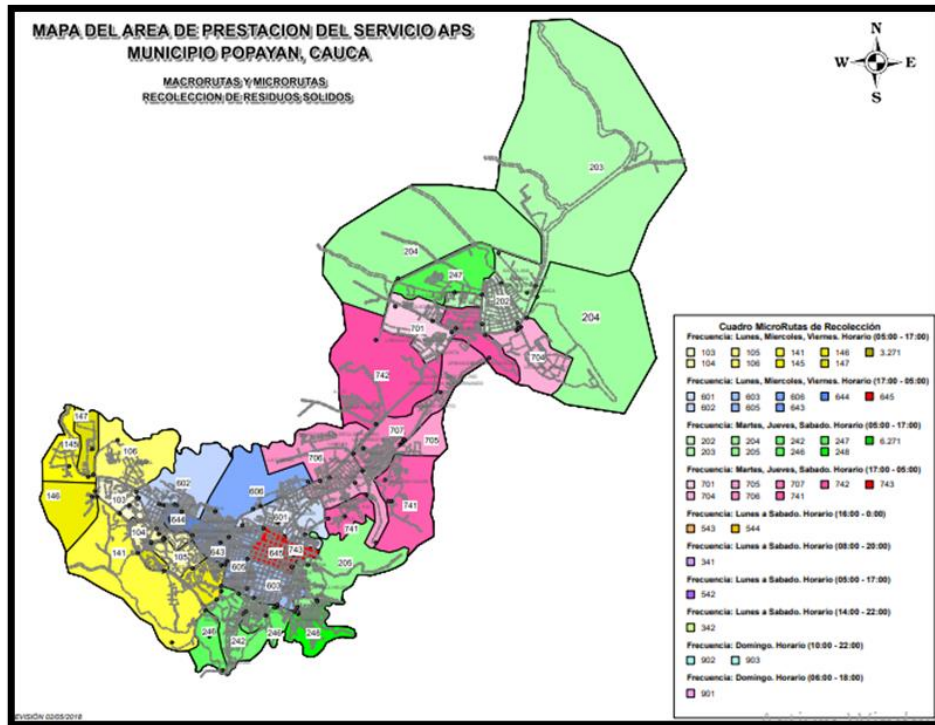 MAPA DEL AREA DE PRESTACION DEL SERVICIO APS
MUNICIPIO POPAYAN, CAUCA
MACRORUTAS Y MICRORUTAS
RECOLECCION DE RESIDUOS SOLIDOS
N
W E
S
203
204
247
202
204
701
704
742
707
705
706
147
145
106
602
606
146
103
601
741
644
104
741
141
643
645
743
105
605
205
603
246
242
246
248
Cuadro MicroRutas de Recolección
Frecuencia: Lunes, Miercoles, Viernes. Horario (05:00 - 17:00)
103 105 141 146 3.271
104 106 145 147
Frecuencia: Lunes, Miercoles, Viernes. Horario (17:00 - 05:00)
601 603 606 644 645
602 605 643
Frecuencia: Martes, Jueves, Sabado. Horario (05:00 - 17:00)
202 204 242 247 6.271
203 205 246 248
Frecuencia: Martes, Jueves, Sabado. Horario (17:00 - 05:00)
701 705 707 742 743
704 706 741
Frecuencia: Lunes a Sabado. Horario (16:00 - 0:00)
543 544
Frecuencia: Lunes a Sabado. Horario (08:00 - 20:00)
341
Frecuencia: Lunes a Sabado. Horario (05:00 - 17:00)
542
Frecuencia: Lunes a Sabado. Horario (14:00 - 22:00)
342
Frecuencia: Domingo. Horario (10:00 - 22:00)
902 903
Frecuencia: Domingo. Horario (06:00 - 18:00)
901
EVISIÓN 02/05/2018